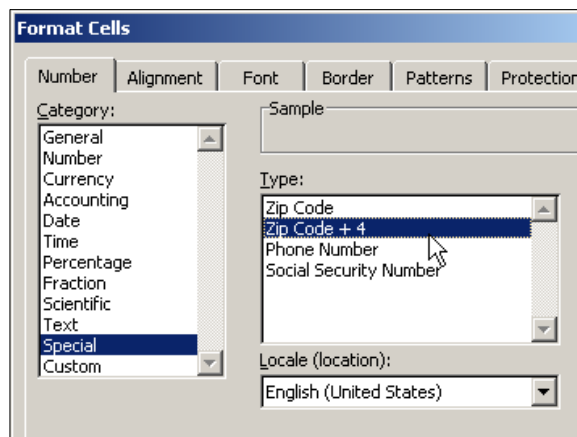 Format Cells
Number Alignment Font Border Patterns Protection
Category:
General
Number
Currency
Accounting
Date
Time
Percentage
Fraction
Scientific
Text
Special
Custom
Sample
Type:
Zip Code
Zip Code + 4
Phone Number
Social Security Number
Locale (location):
English (United States)